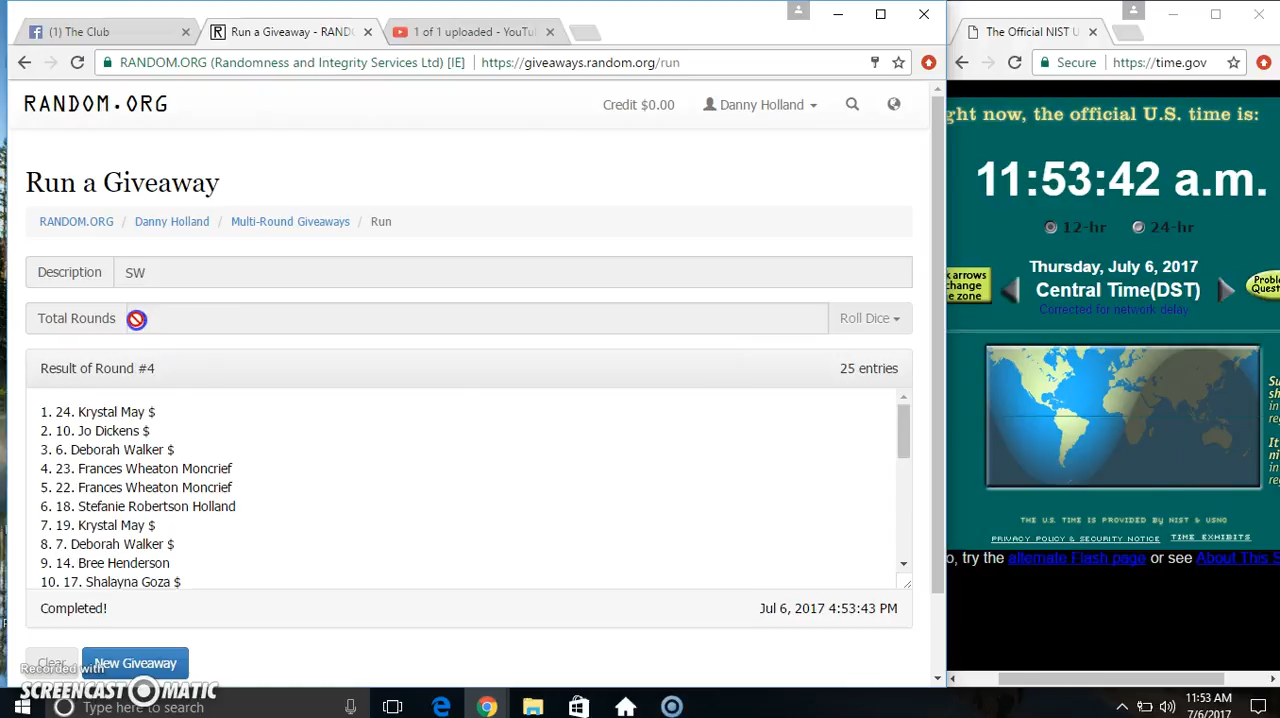 (1) The Club
Run a Giveaway - RAND
1 of 1 uploaded - YouTu
RANDOM.ORG (Randomness and Integrity Services Ltd) [IE]
https://giveaways.random.org/run
RANDOM.ORG
Credit $0.00
Danny Holland
Run a Giveaway
RANDOM.ORG / Danny Holland / Multi-Round Giveaways / Run
Description SW
Total Rounds
Roll Dice
Result of Round #4
25 entries
1. 24. Krystal May $
2. 10. Jo Dickens $
3. 6. Deborah Walker $
4. 23. Frances Wheaton Moncrief
5. 22. Frances Wheaton Moncrief
6. 18. Stefanie Robertson Holland
7. 19. Krystal May $
8. 7. Deborah Walker $
9. 14. Bree Henderson
10. 17. Shalayna Goza $
Completed!
Jul 6, 2017 4:53:43 PM
Clear
New Giveaway
Recorded with
SCREENCAST-O-MATIC
The Official NIST U
Secure
https://time.gov
ght now, the official U.S. time is:
11:53:42 a.m.
12-hr 24-hr
k arrows
change
e zone
Thursday, July 6, 2017
Central Time(DST)
Corrected for network delay
Proble
Quest
THE U.S. TIME IS PROVIDED BY NIST & USNO
PRIVACY POLICY & SECURITY NOTICE TIME EXHIBITS
o, try the alternate Flash page or see About This S
Type here to search
11:53 AM
7/6/2017